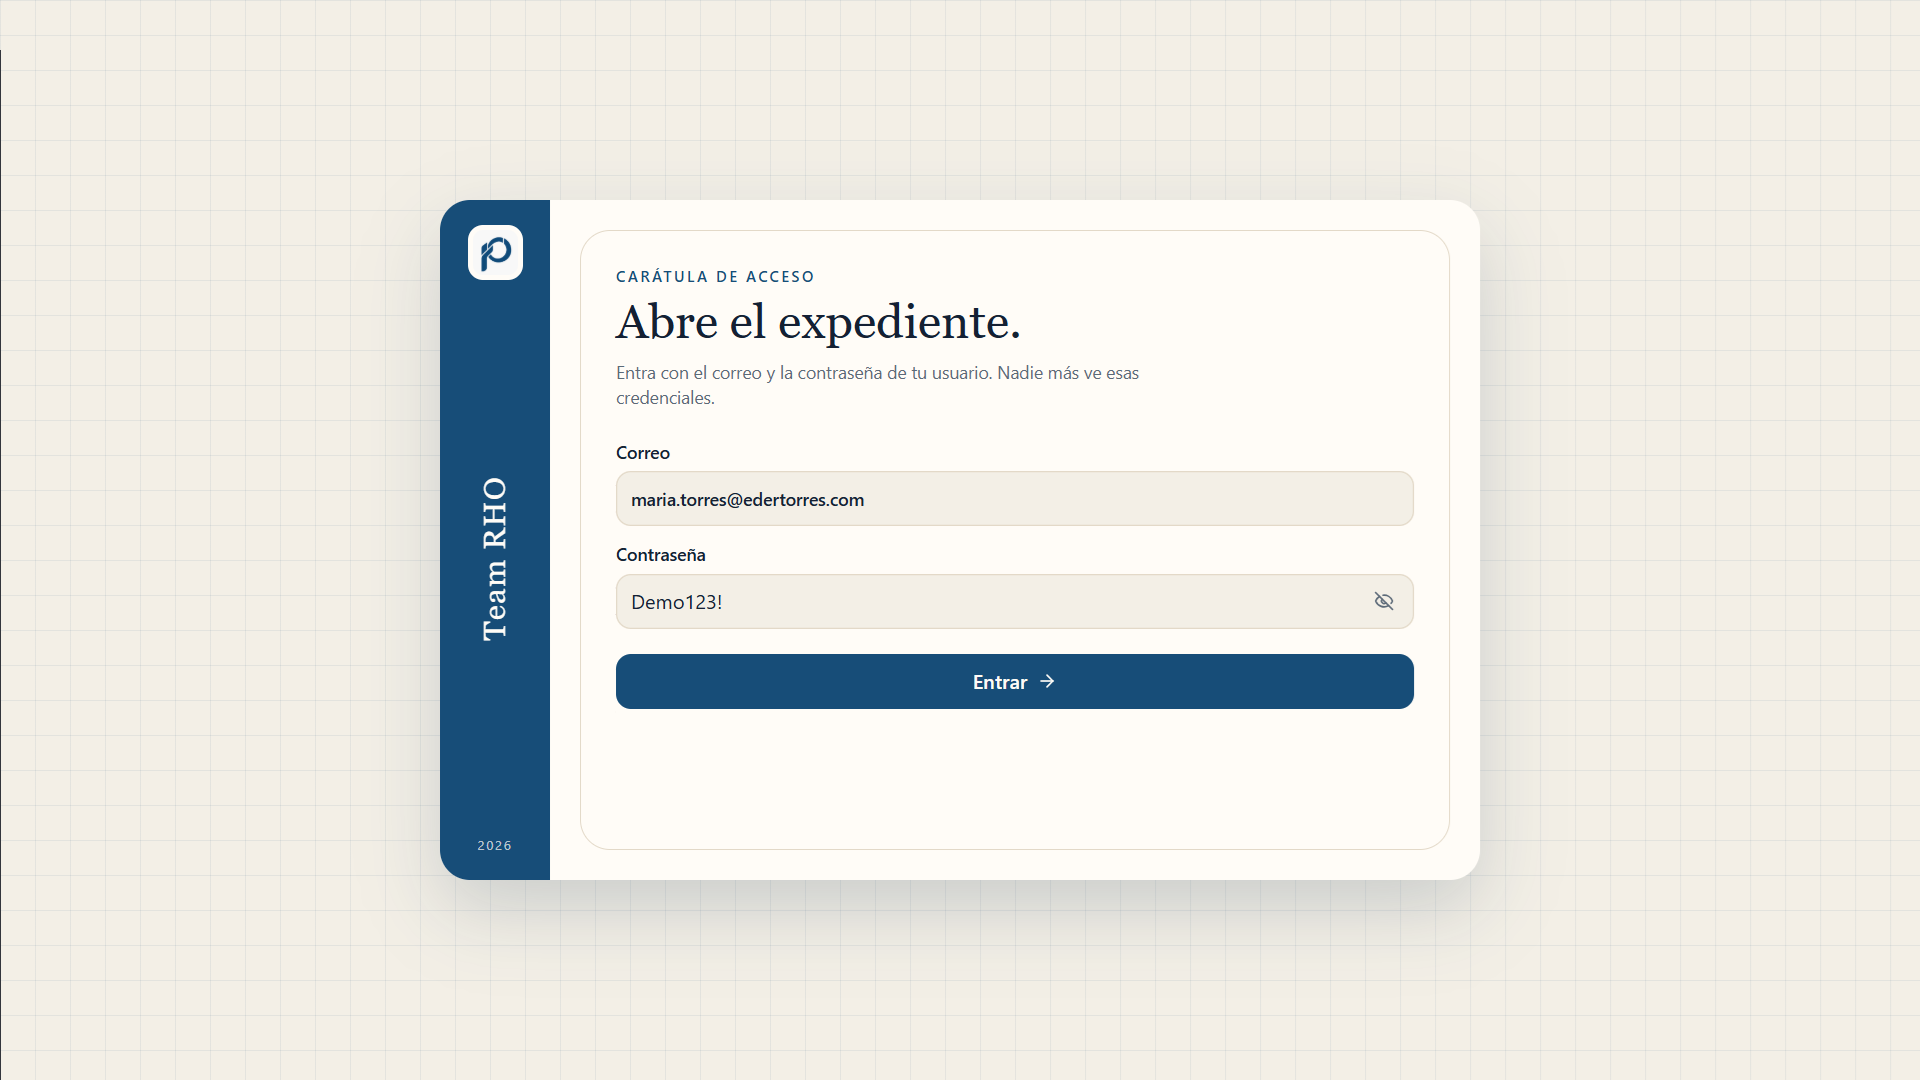 Team RHO
2026
CARÁTULA DE ACCESO
Abre el expediente.
Entra con el correo y la contraseña de tu usuario. Nadie más ve esas
credenciales.
Correo
maria.torres@edertorres.com
Contraseña
Demo123!
Entrar →